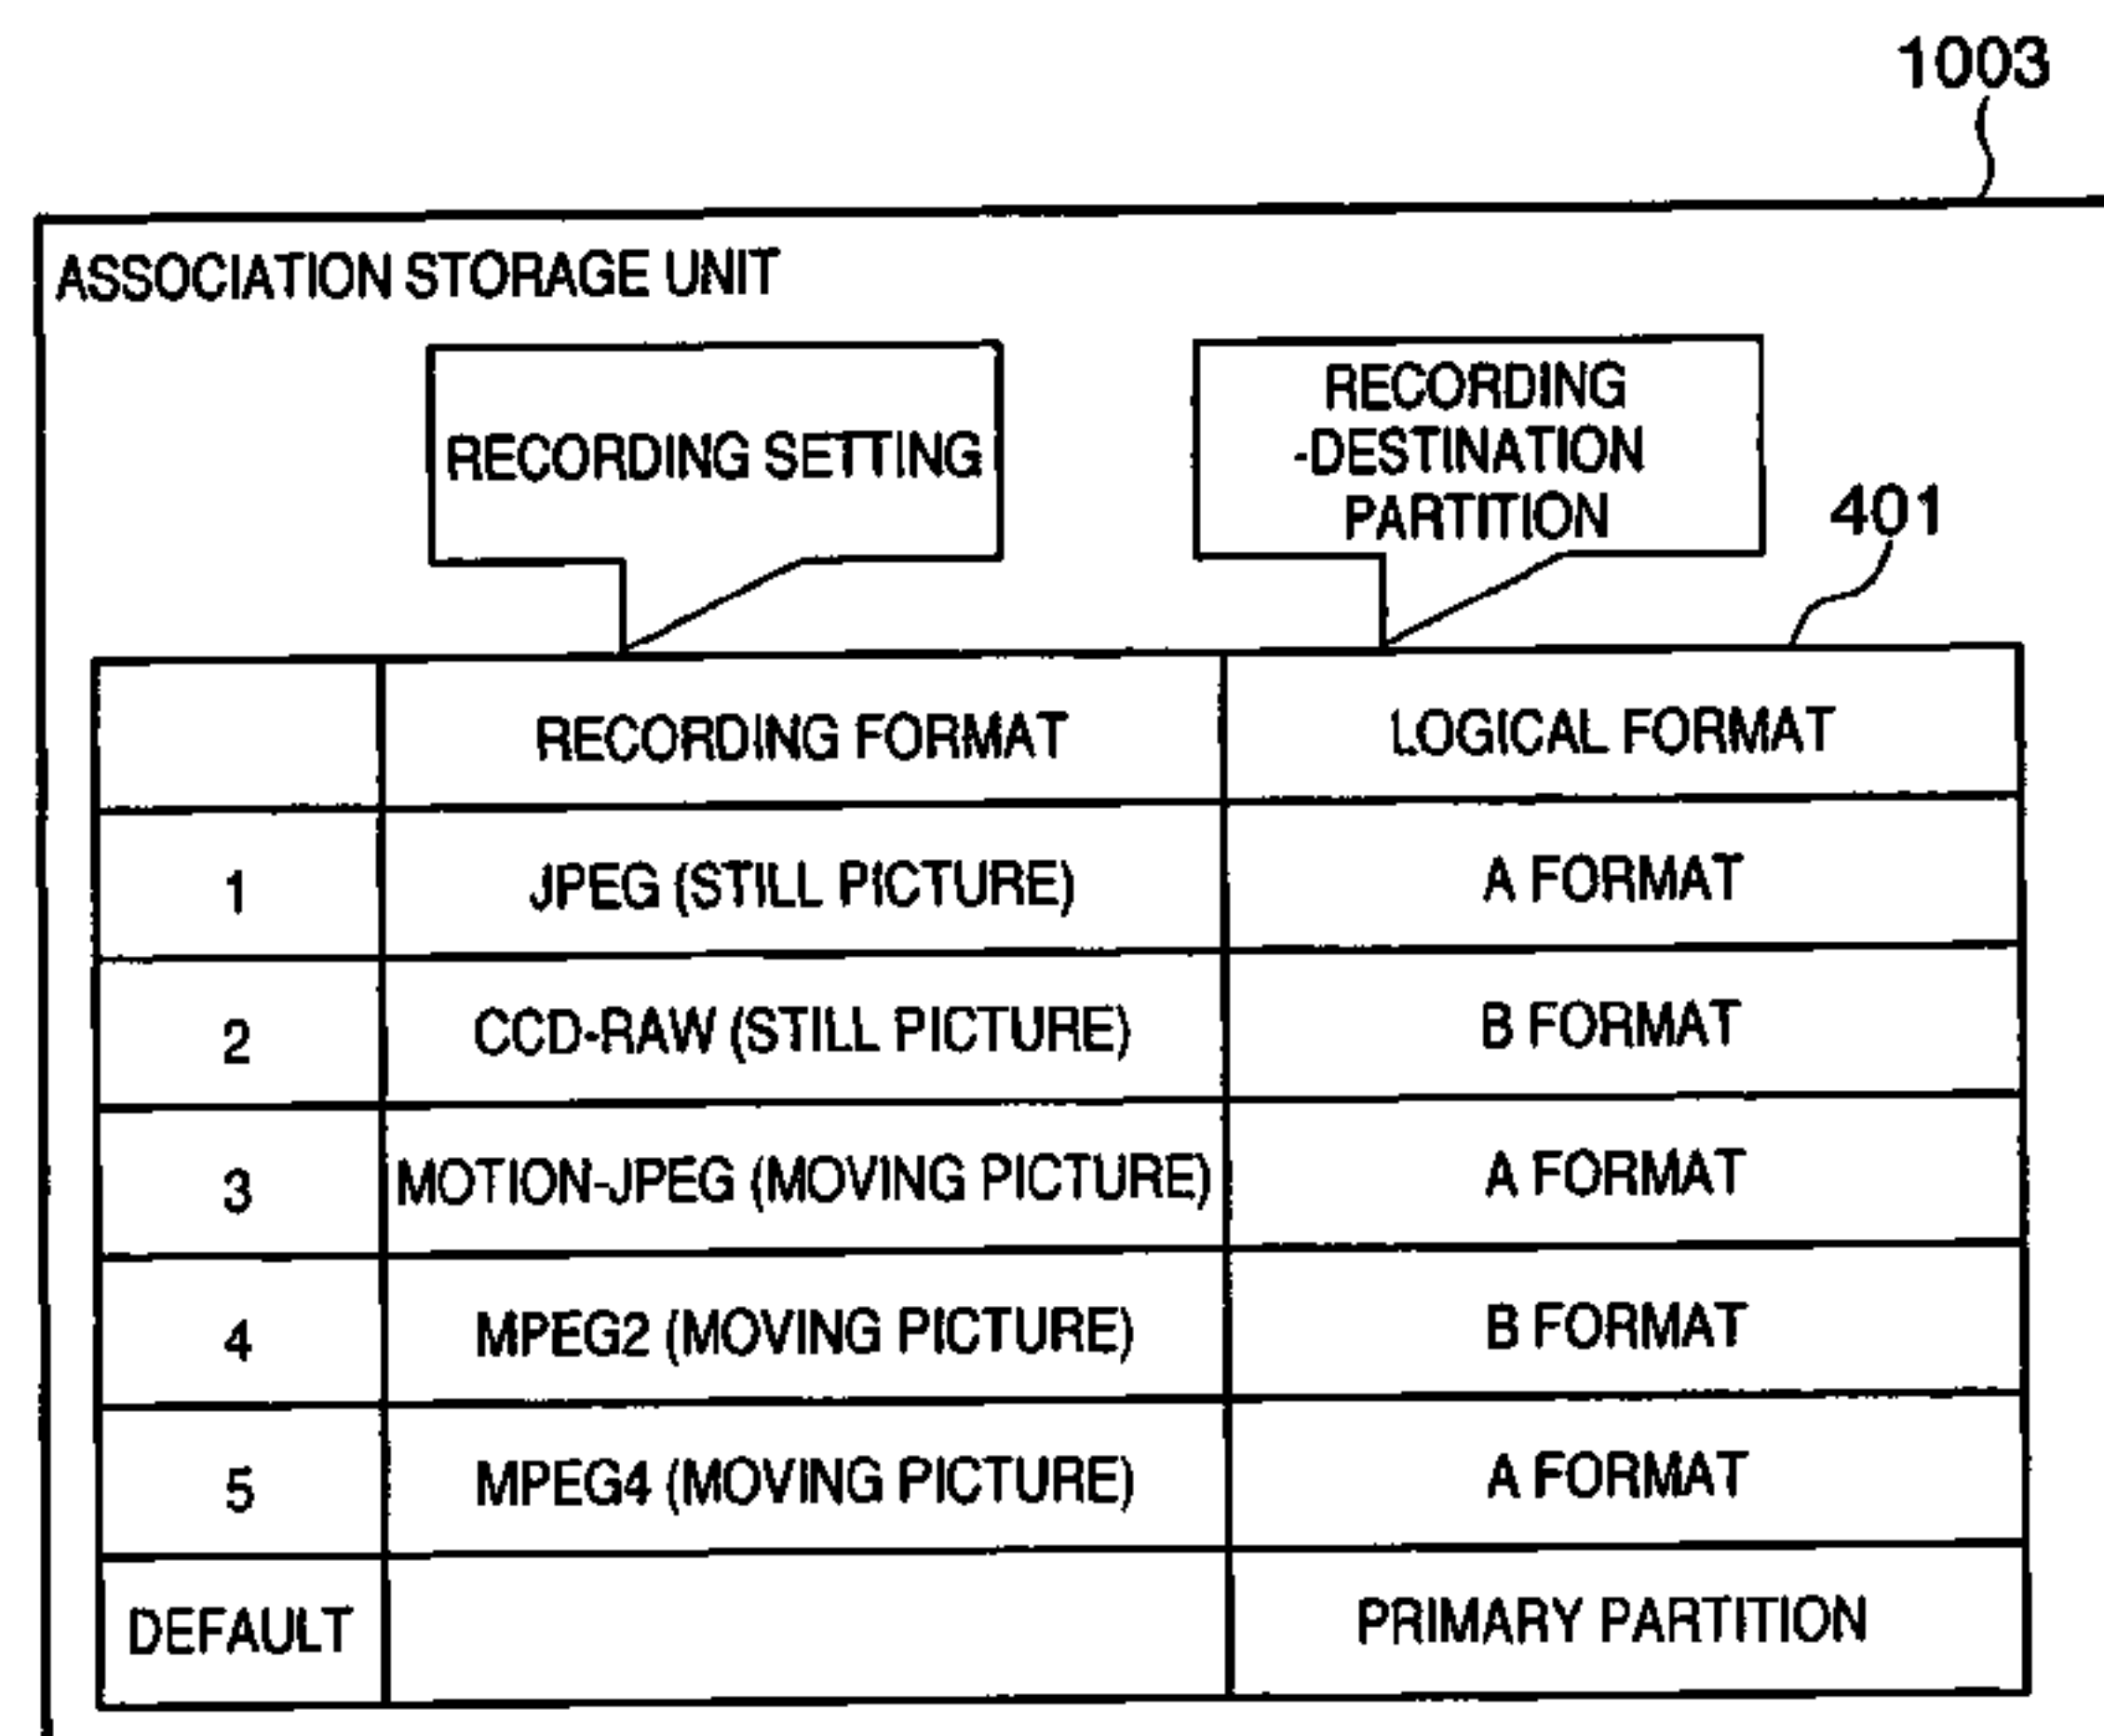 1003
ASSOCIATION STORAGE UNIT
RECORDING SETTING
RECORDING
-DESTINATION
PARTITION
401
RECORDING FORMAT LOGICAL FORMAT
1 JPEG (STILL PICTURE) A FORMAT
2 CCD-RAW (STILL PICTURE) B FORMAT
3 MOTION-JPEG (MOVING PICTURE) A FORMAT
4 MPEG2 (MOVING PICTURE) B FORMAT
5 MPEG4 (MOVING PICTURE) A FORMAT
DEFAULT PRIMARY PARTITION